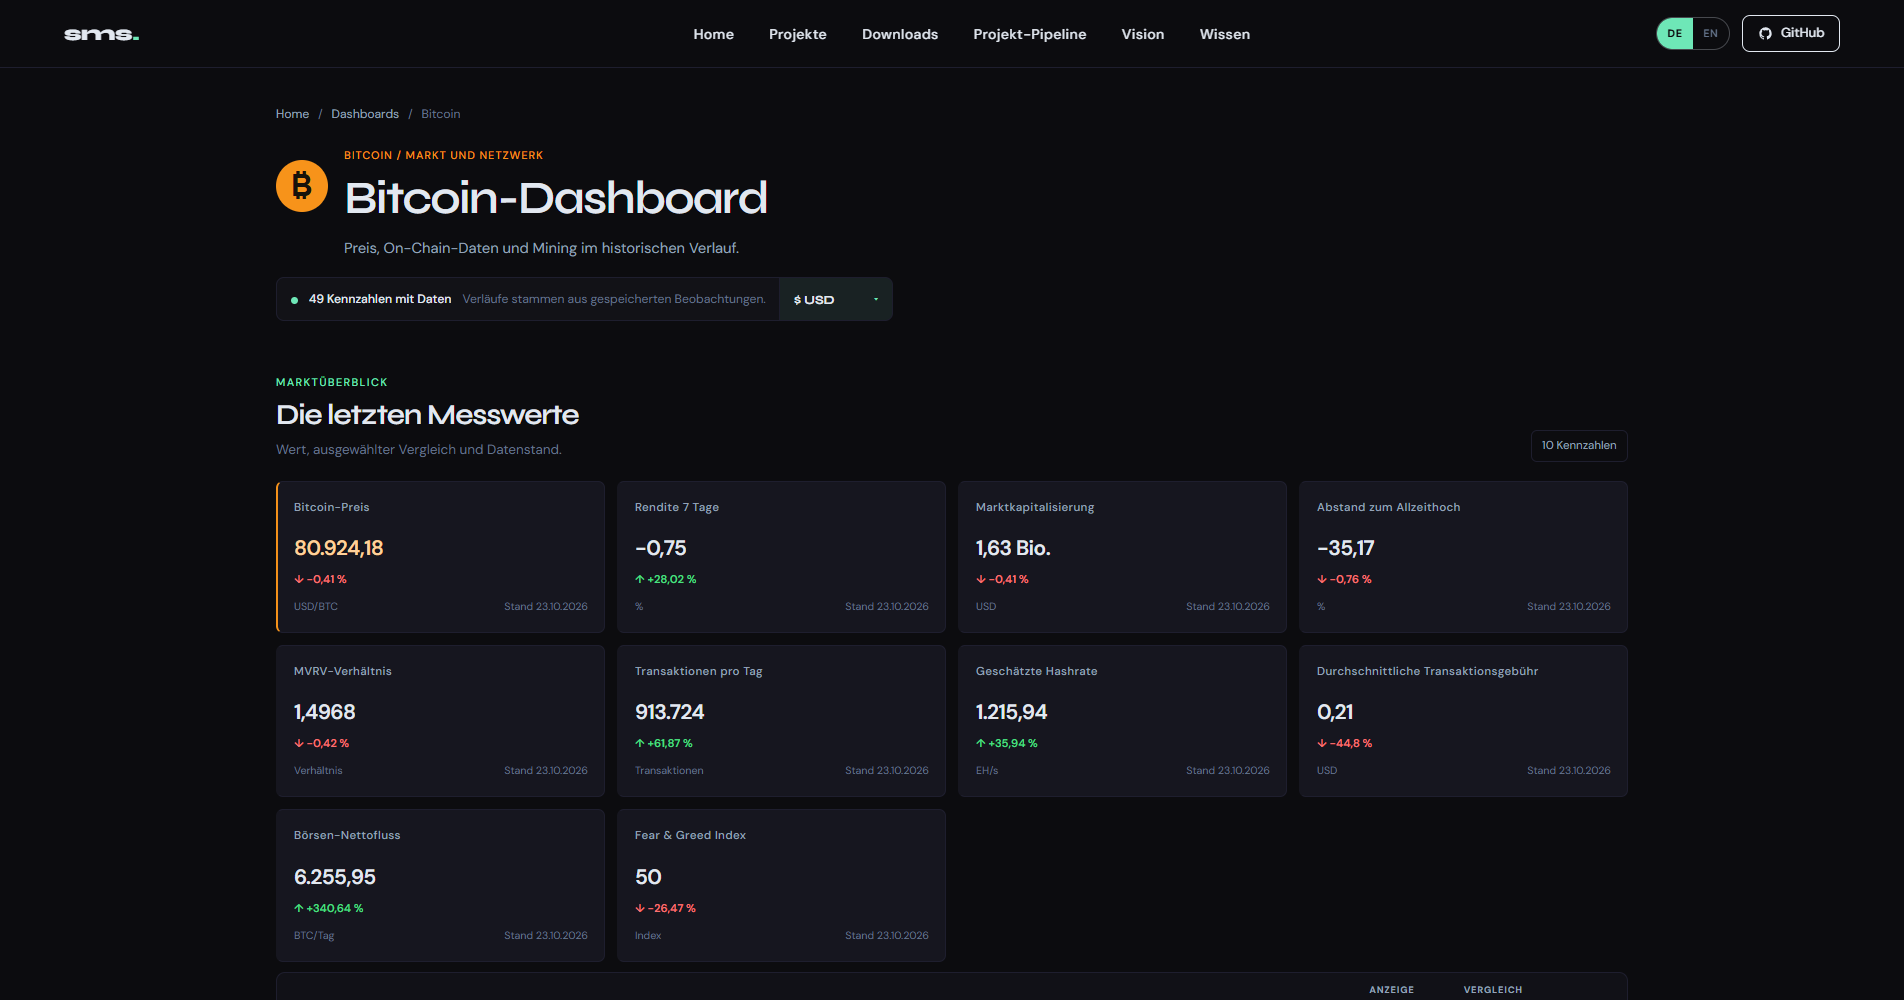 sms.
Home Projekte Downloads Projekt-Pipeline Vision Wissen
DE EN
GitHub
Home / Dashboards / Bitcoin
BITCOIN / MARKT UND NETZWERK
Bitcoin-Dashboard
Preis, On-Chain-Daten und Mining im historischen Verlauf.
49 Kennzahlen mit Daten Verläufe stammen aus gespeicherten Beobachtungen. $ USD
MARKTÜBERBLICK
Die letzten Messwerte
Wert, ausgewählter Vergleich und Datenstand.
10 Kennzahlen
Bitcoin-Preis
80.924,18
↓ -0,41 %
USD/BTC Stand 23.10.2026
Rendite 7 Tage
-0,75
↑ +28,02 %
% Stand 23.10.2026
Marktkapitalisierung
1,63 Bio.
↓ -0,41 %
USD Stand 23.10.2026
Abstand zum Allzeithoch
-35,17
↓ -0,76 %
% Stand 23.10.2026
MVRV-Verhältnis
1,4968
↓ -0,42 %
Verhältnis Stand 23.10.2026
Transaktionen pro Tag
913.724
↑ +61,87 %
Transaktionen Stand 23.10.2026
Geschätzte Hashrate
1.215,94
↑ +35,94 %
EH/s Stand 23.10.2026
Durchschnittliche Transaktionsgebühr
0,21
↓ -44,8 %
USD Stand 23.10.2026
Börsen-Nettofluss
6.255,95
↑ +340,64 %
BTC/Tag Stand 23.10.2026
Fear & Greed Index
50
↓ -26,47 %
Index Stand 23.10.2026
ANZEIGE VERGLEICH